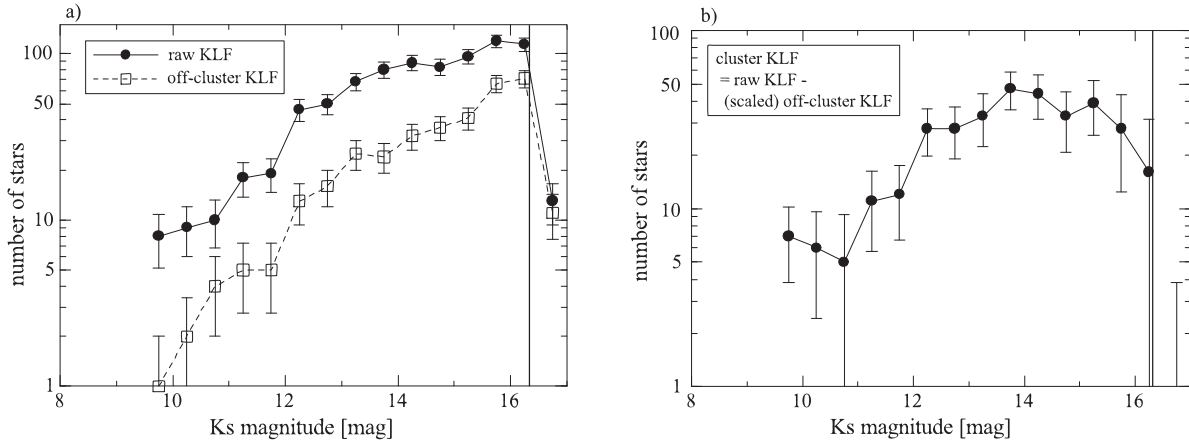 a)
raw KLF
off-cluster KLF
100
50
10
5
1
8 10 12 14 16
Ks magnitude [mag]
number of stars
b)
cluster KLF
= raw KLF -
(scaled) off-cluster KLF
100
50
10
5
1
8 10 12 14 16
Ks magnitude [mag]
number of stars